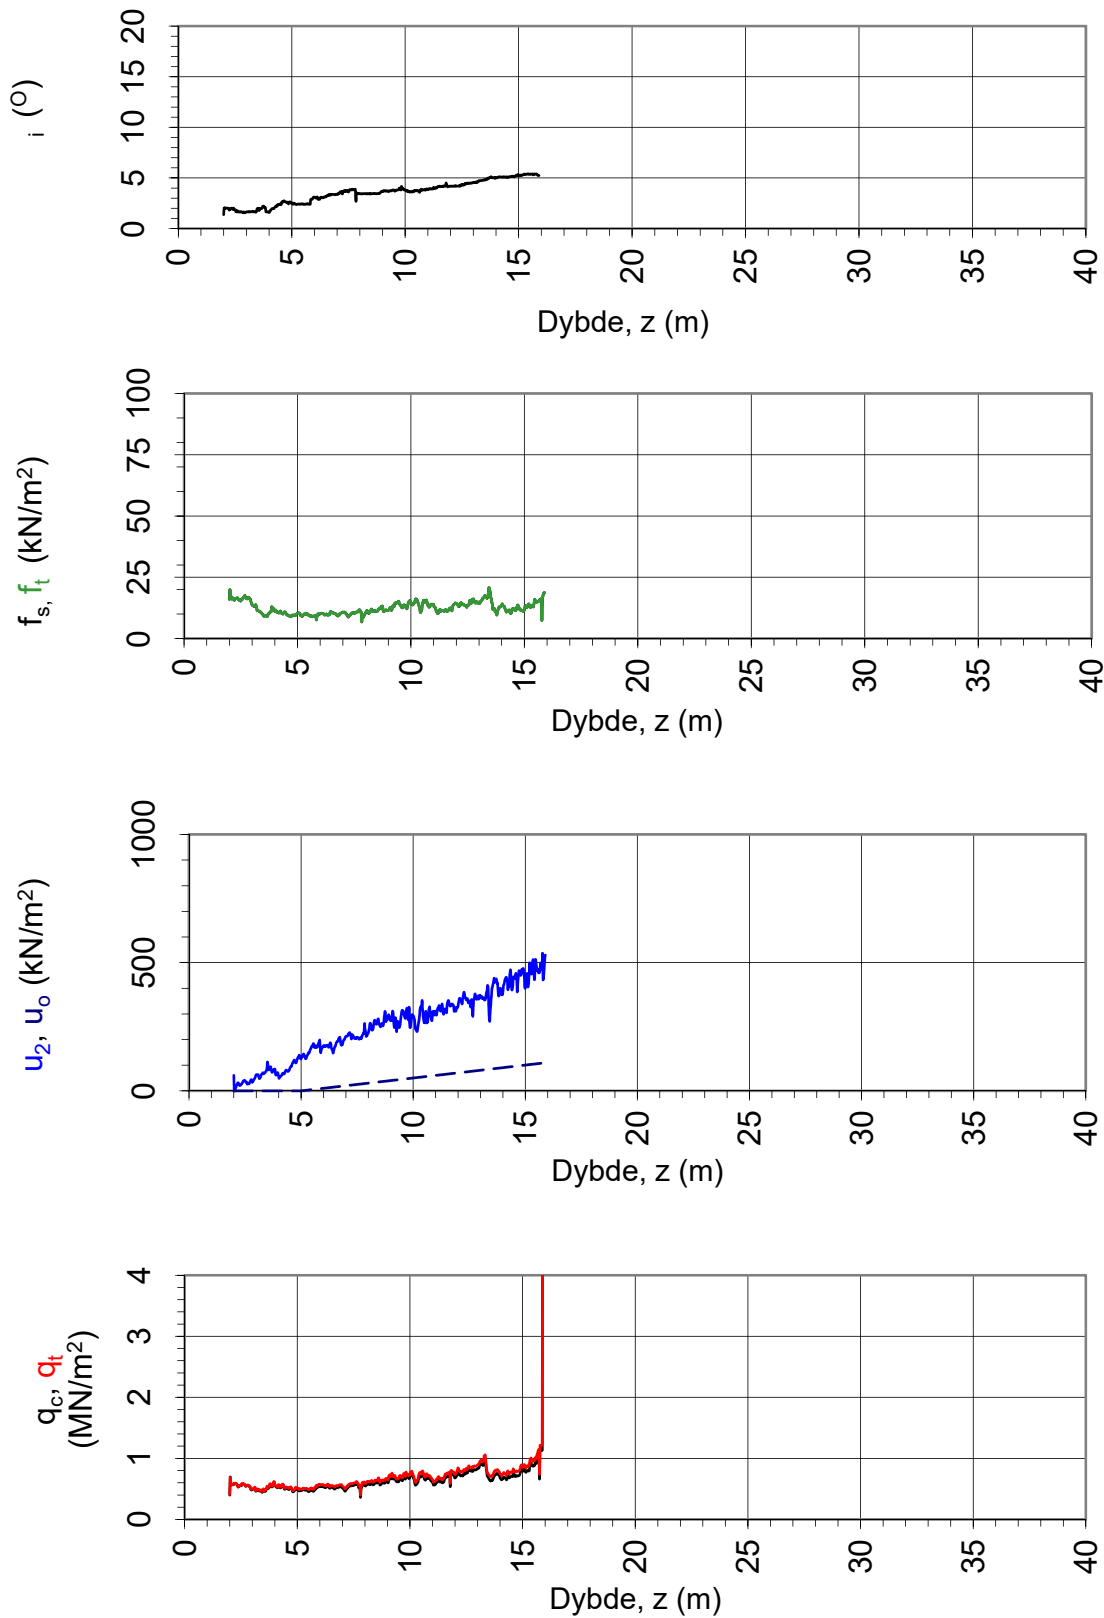 i (O)
20
15
10
5
0
0 5 10 15 20 25 30 35 40
Dybde, z (m)
fs, ft (kN/m2)
100
75
50
25
0
0 5 10 15 20 25 30 35 40
Dybde, z (m)
u2, uo (kN/m2)
1000
500
0
0 5 10 15 20 25 30 35 40
Dybde, z (m)
qc, qt
(MN/m2)
4
3
2
1
0
0 5 10 15 20 25 30 35 40
Dybde, z (m)